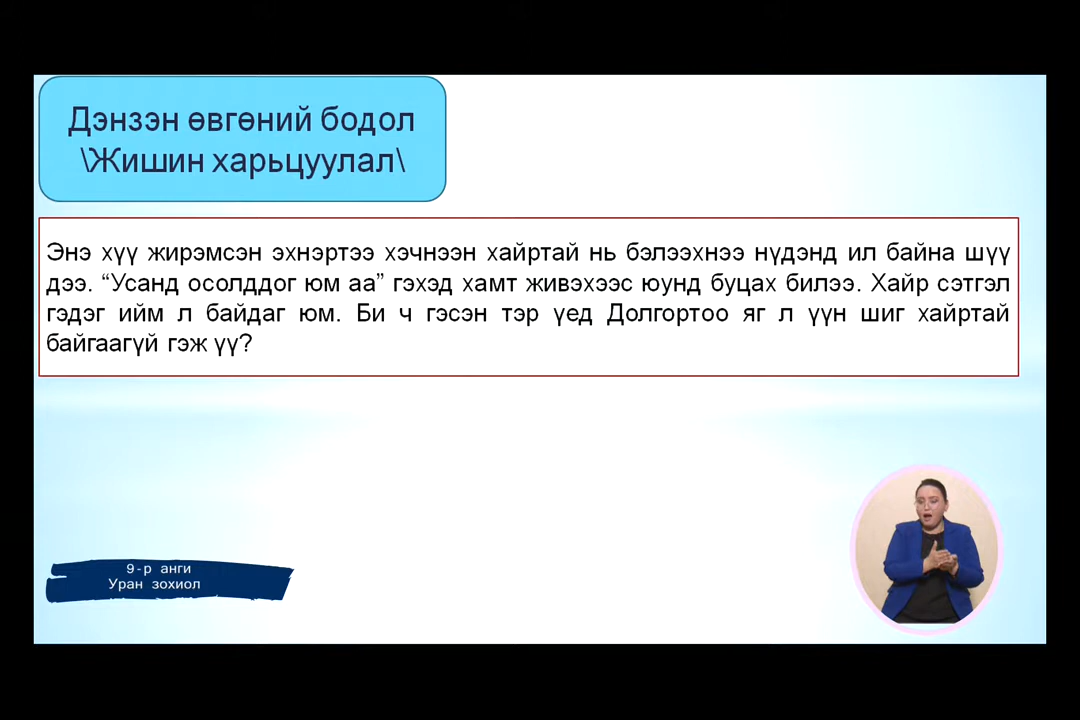 Дэнзэн өвгөний бодол
\Жишин харьцуулал\
Энэ хүү жирэмсэн эхнэртээ хэчнээн хайртай нь бэлээхнээ нүдэнд ил байна шүү
дээ. “Усанд осолддог юм аа” гэхэд хамт живэхээс юунд буцах билээ. Хайр сэтгэл
гэдэг ийм л байдаг юм. Би ч гэсэн тэр үед Долгортоо яг л үүн шиг хайртай
байгаагүй гэж үү?
9-р анги
Уран зохиол